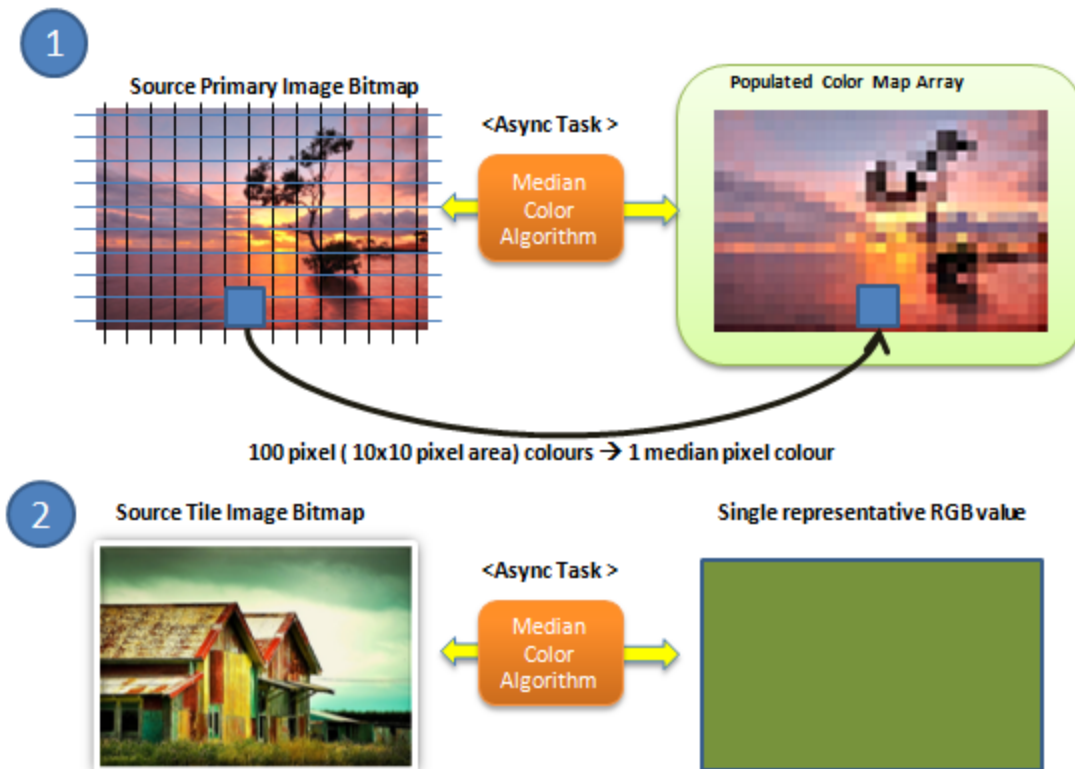 1
Source Primary Image Bitmap
<Async Task >
Median
Color
Algorithm
Populated Color Map Array
100 pixel ( 10x10 pixel area) colours → 1 median pixel colour
2
Source Tile Image Bitmap
<Async Task >
Median
Color
Algorithm
Single representative RGB value